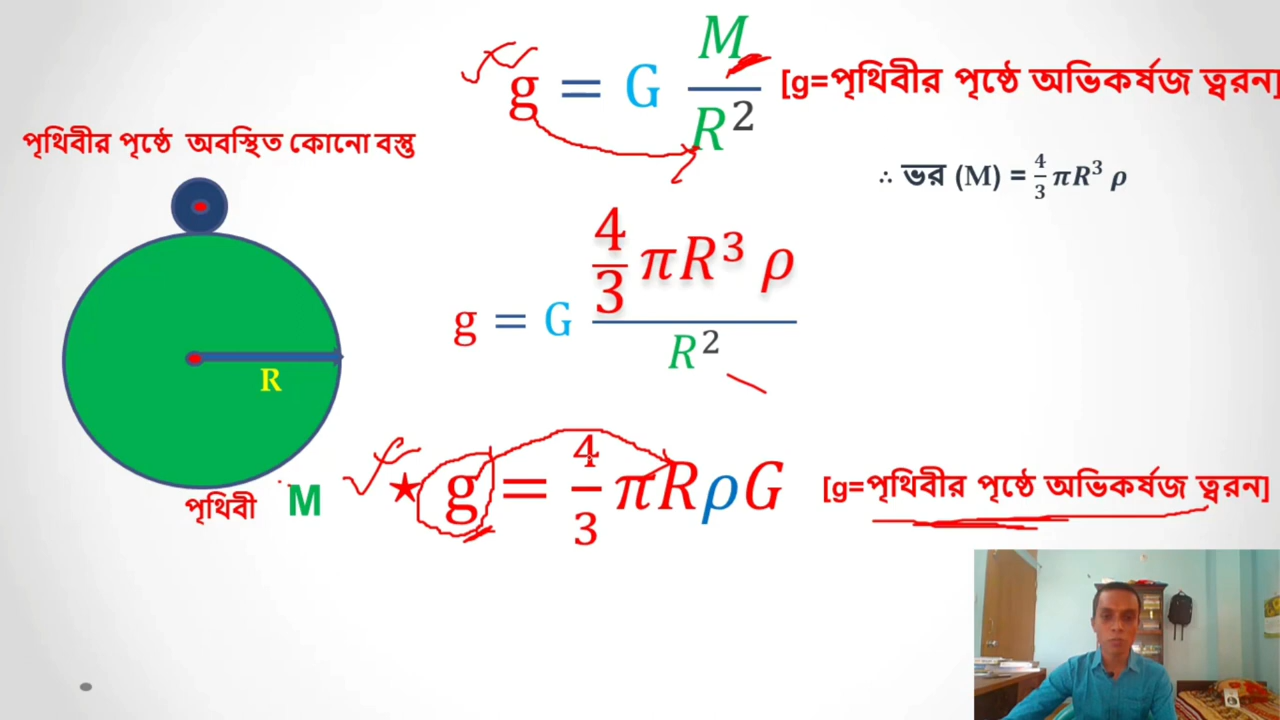 g = G M/R²
[g=পৃথিবীর পৃষ্ঠে অভিকর্ষজ ত্বরন]
পৃথিবীর পৃষ্ঠে অবস্থিত কোনো বস্তু
∴ ভর (M) = 4/3 πR³ ρ
g = G (4/3 πR³ ρ)/R²
R
g = 4/3 πRρG
[g=পৃথিবীর পৃষ্ঠে অভিকর্ষজ ত্বরন]
পৃথিবী M